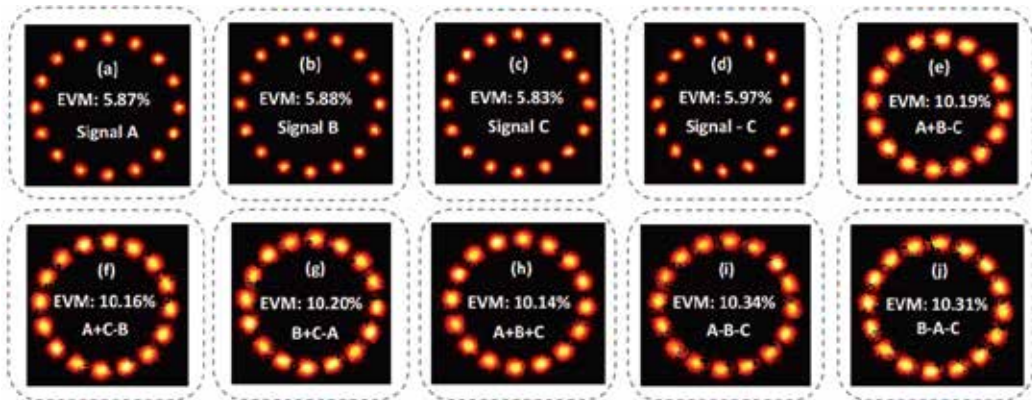 (a)
EVM: 5.87%
Signal A
(b)
EVM: 5.88%
Signal B
(c)
EVM: 5.83%
Signal C
(d)
EVM: 5.97%
Signal - C
(e)
EVM: 10.19%
A+B-C
(f)
EVM: 10.16%
A+C-B
(g)
EVM: 10.20%
B+C-A
(h)
EVM: 10.14%
A+B+C
(i)
EVM: 10.34%
A-B-C
(j)
EVM: 10.31%
B-A-C